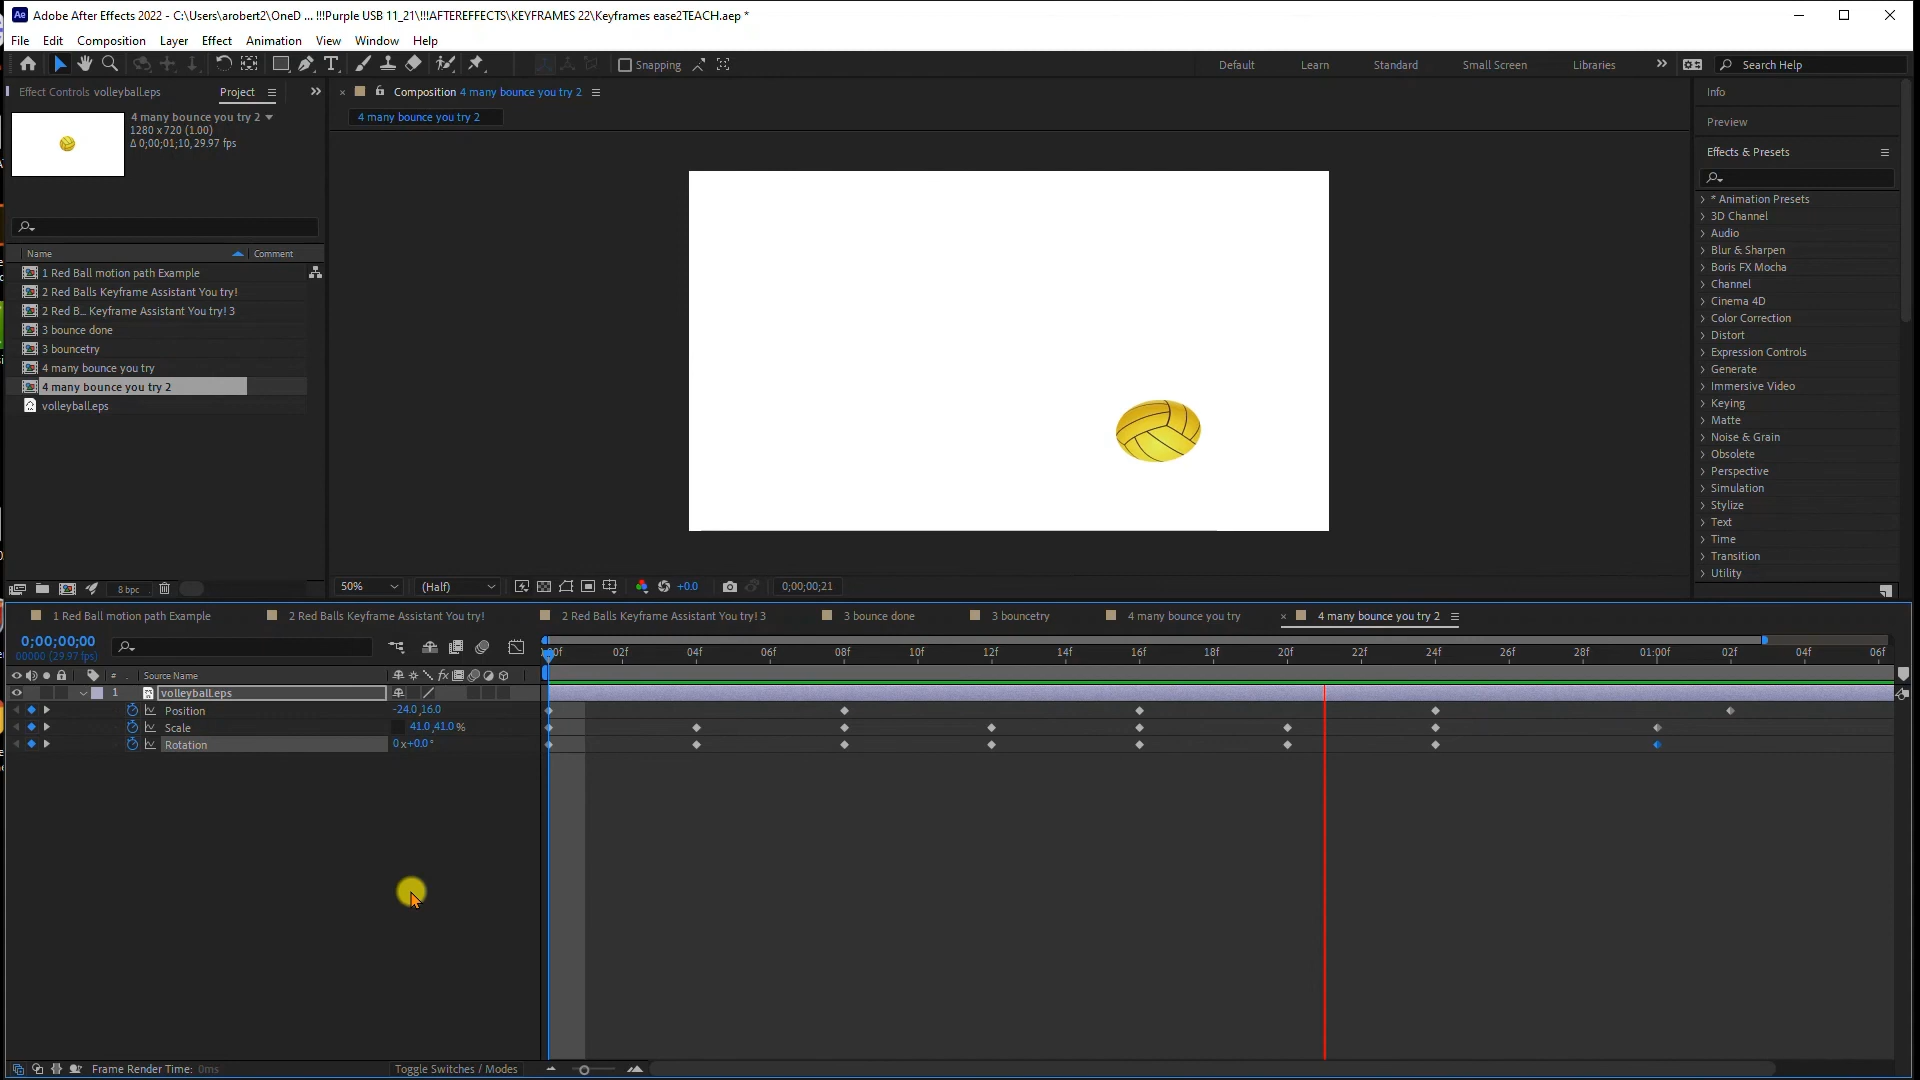 Ae Adobe After Effects 2022 - C:\Users\arobert2\OneD ... !!!Purple USB 11_21\!!!AFTEREFFECTS\KEYFRAMES 22\Keyframes ease2TEACH.aep *
File Edit Composition Layer Effect Animation View Window Help
Snapping Default Learn Standard Small Screen Libraries Search Help
Effect Controls volleyball.eps Project
Composition 4 many bounce you try 2
4 many bounce you try 2
4 many bounce you try 2
1280 x 720 (1.00)
Δ 0;00;01;10, 29.97 fps
Name Comment
1 Red Ball motion path Example
2 Red Balls Keyframe Assistant You try!
2 Red B... Keyframe Assistant You try! 3
3 bounce done
3 bouncetry
4 many bounce you try
4 many bounce you try 2
volleyball.eps
8 bpc
50% (Half) +0.0 0;00;00;21
Info
Preview
Effects & Presets
* Animation Presets
3D Channel
Audio
Blur & Sharpen
Boris FX Mocha
Channel
Cinema 4D
Color Correction
Distort
Expression Controls
Generate
Immersive Video
Keying
Matte
Noise & Grain
Obsolete
Perspective
Simulation
Stylize
Text
Time
Transition
Utility
1 Red Ball motion path Example 2 Red Balls Keyframe Assistant You try! 2 Red Balls Keyframe Assistant You try! 3 3 bounce done 3 bouncetry 4 many bounce you try 4 many bounce you try 2
0;00;00;00
00000 (29.97 fps)
02f 04f 06f 08f 10f 12f 14f 16f 18f 20f 22f 24f 26f 28f 01:00f 02f 04f 06f
# Source Name
1 volleyball.eps
Position -24.0,16.0
Scale 41.0,41.0 %
Rotation 0x+0.0°
Frame Render Time: 0ms Toggle Switches / Modes